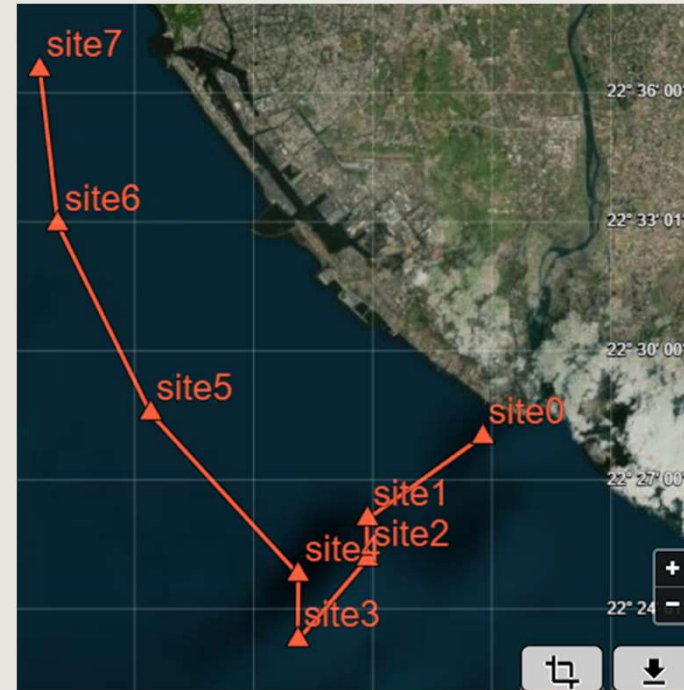 site7
22° 36' 00"
site6
22° 33' 01"
22° 30' 00"
site5
site0
22° 27' 00"
site1
site2
site4
+
−
22° 24'
site3